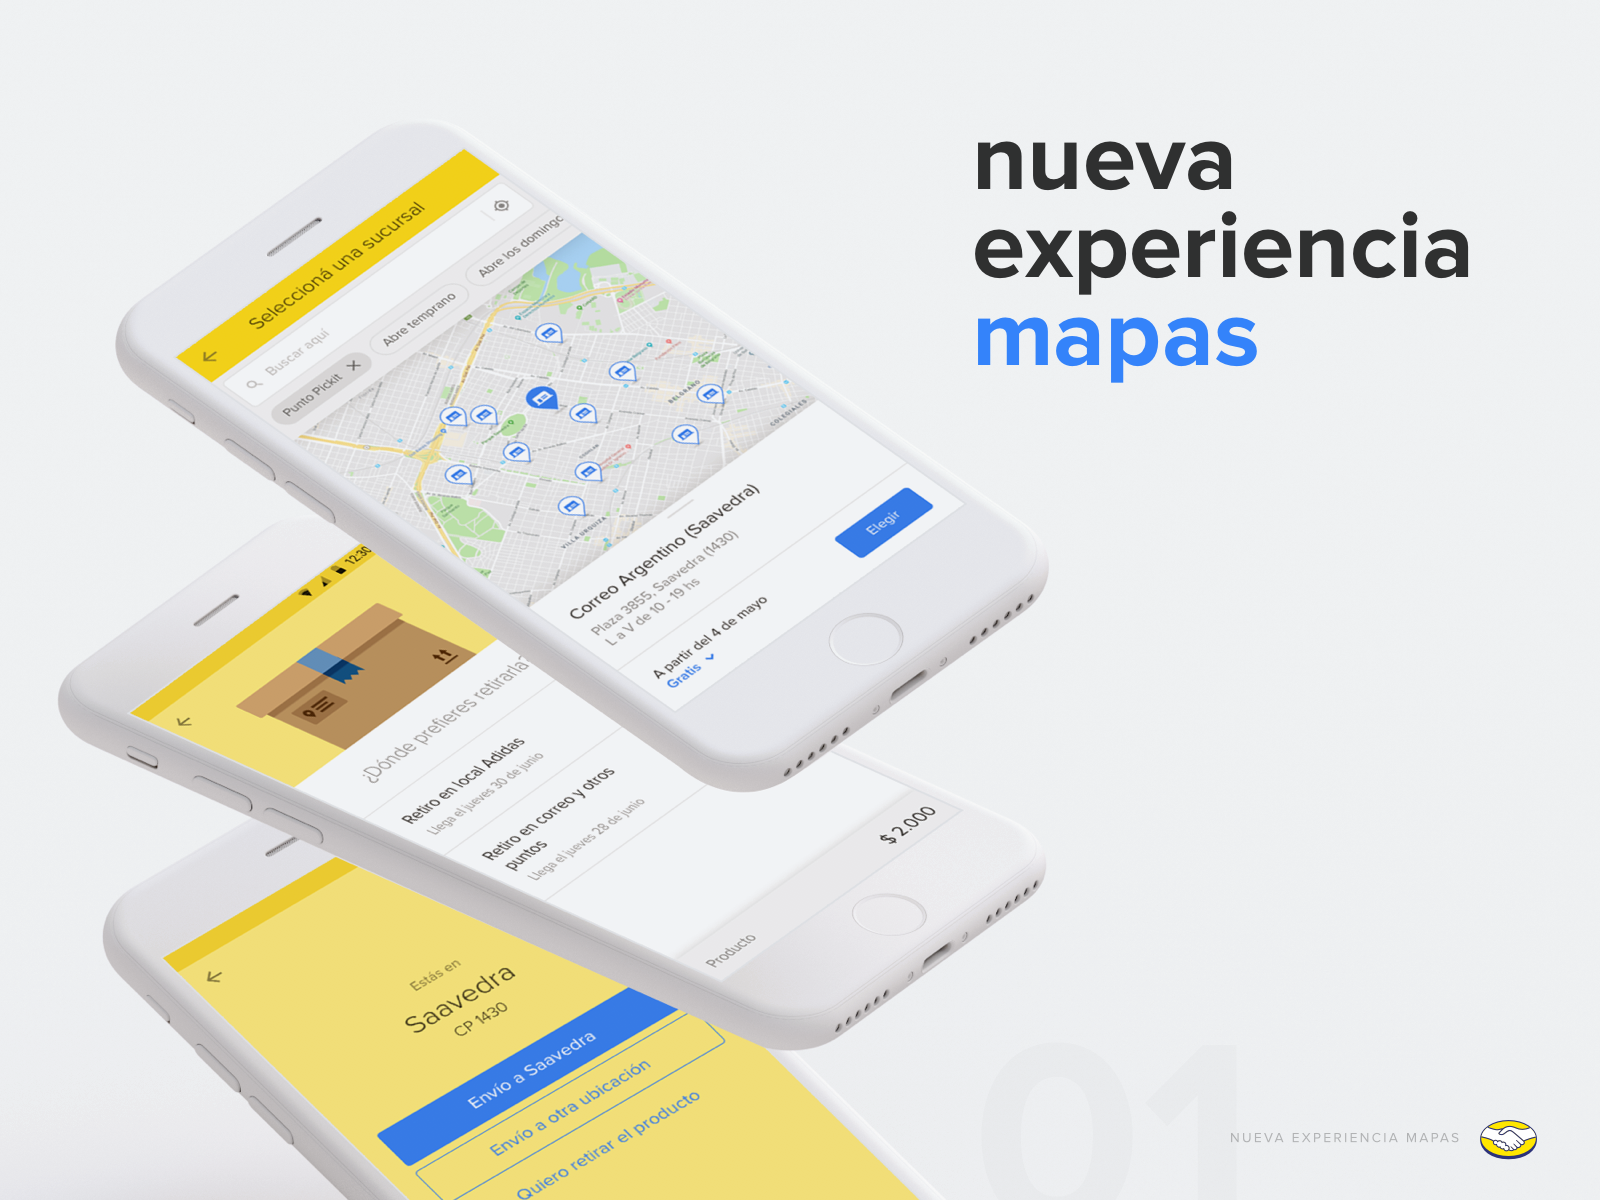 nueva
experiencia
mapas
Seleccioná una sucursal
Buscar aquí
Punto Pickit
Abre temprano
Abre los domingo
BELGRANO
COLEGIALES
VILLA URQUIZA
Correo Argentino (Saavedra)
Plaza 3855, Saavedra (1430)
L a V de 10 - 19 hs
A partir del 4 de mayo
Gratis
Elegir
12:30
¿Dónde prefieres retirarla?
Retiro en local Adidas
Llega el jueves 30 de junio
Retiro en correo y otros
puntos
Llega el jueves 28 de junio
Producto
$ 2.000
Estás en
Saavedra
CP 1430
Envío a Saavedra
Envío a otra ubicación
Quiero retirar el producto
01
NUEVA EXPERIENCIA MAPAS